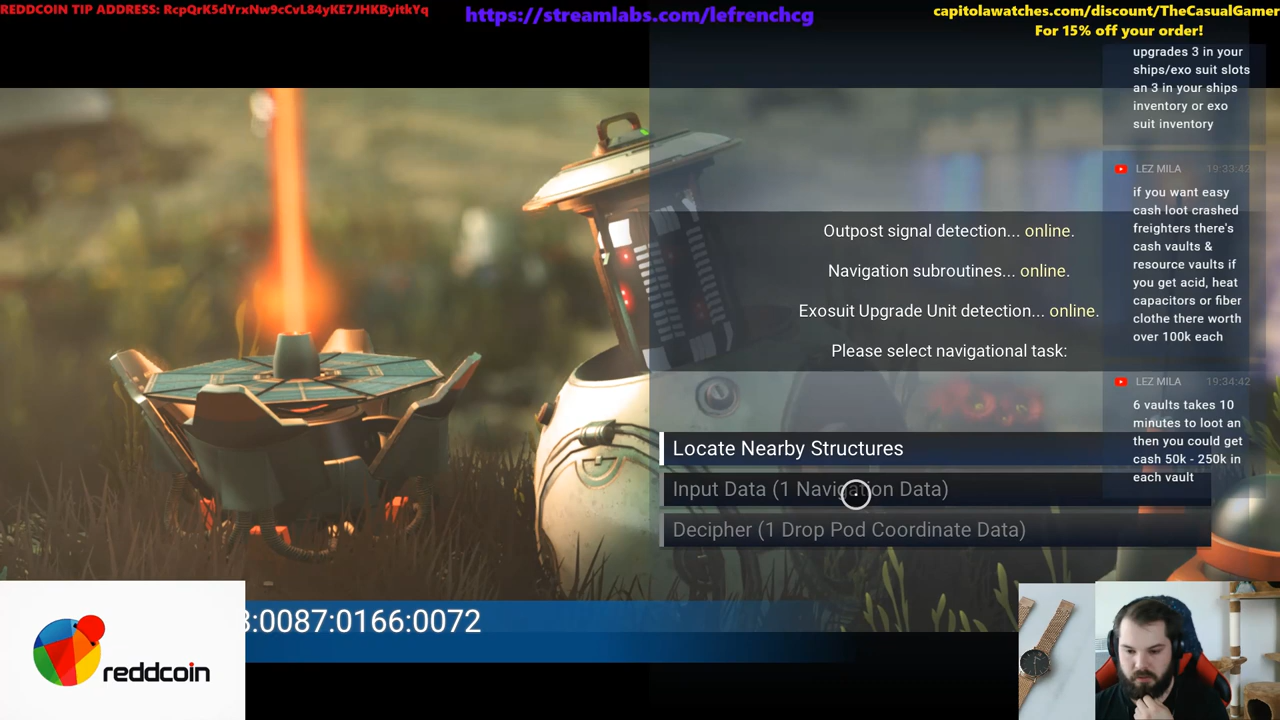 REDDCOIN TIP ADDRESS: RcpQrK5dYrxNw9cCvL84yKE7JHKByitkYq
https://streamlabs.com/lefrenchcg
capitolawatches.com/discount/TheCasualGamer
For 15% off your order!
upgrades 3 in your
ships/exo suit slots
an 3 in your ships
inventory or exo
suit inventory
LEZ MILA 19:33:42
if you want easy
cash loot crashed
freighters there's
cash vaults &
resource vaults if
you get acid, heat
capacitors or fiber
clothe there worth
over 100k each
LEZ MILA 19:34:42
6 vaults takes 10
minutes to loot an
then you could get
cash 50k - 250k in
each vault
Outpost signal detection... online.
Navigation subroutines... online.
Exosuit Upgrade Unit detection... online.
Please select navigational task:
Locate Nearby Structures
Input Data (1 Navigation Data)
Decipher (1 Drop Pod Coordinate Data)
:0087:0166:0072
reddcoin